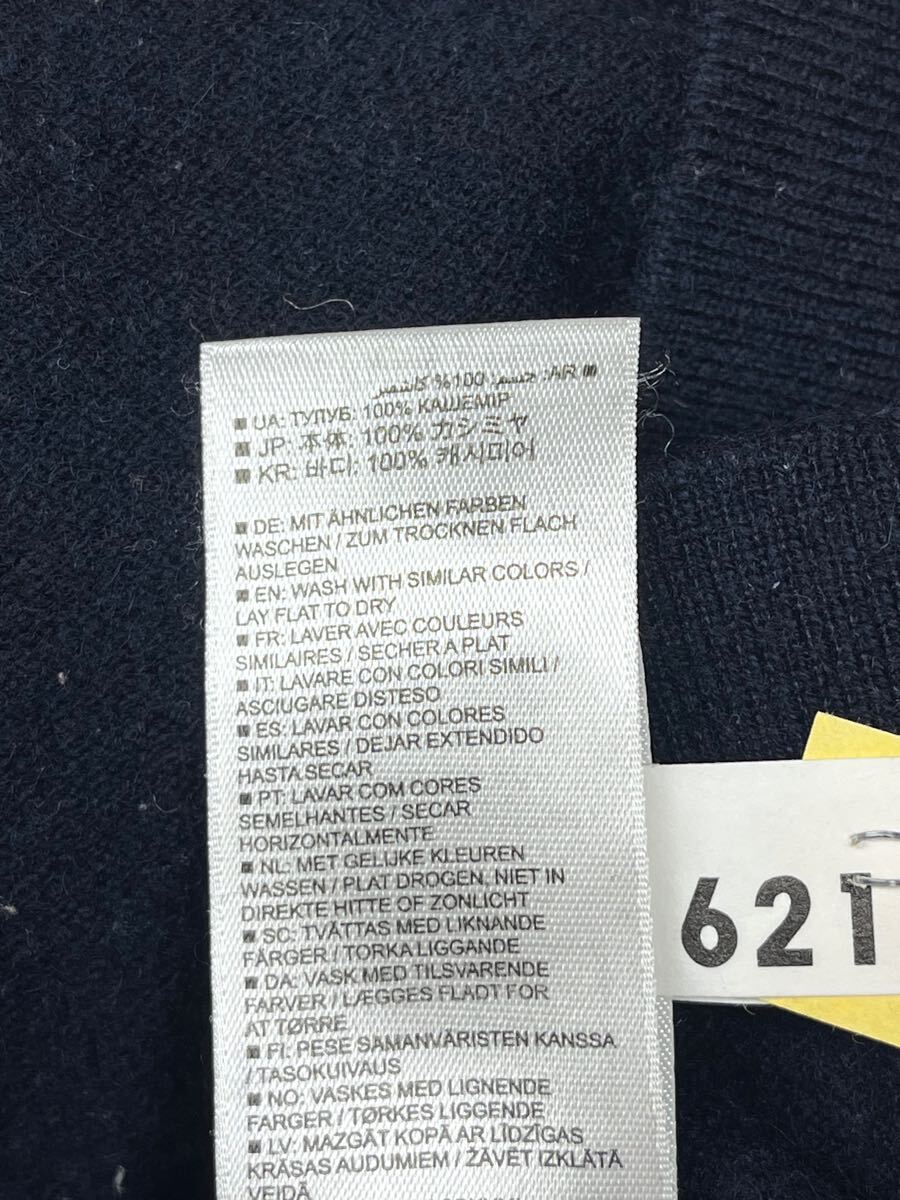 ■ AR: جسم: 100% كاشمير
■ UA: ТУЛУБ: 100% КАШЕМІР
■ JP: 本体: 100% カシミヤ
■ KR: 바디: 100% 캐시미어
■ DE: MIT ÄHNLICHEN FARBEN
WASCHEN / ZUM TROCKNEN FLACH
AUSLEGEN
■ EN: WASH WITH SIMILAR COLORS /
LAY FLAT TO DRY
■ FR: LAVER AVEC COULEURS
SIMILAIRES / SECHER A PLAT
■ IT: LAVARE CON COLORI SIMILI /
ASCIUGARE DISTESO
■ ES: LAVAR CON COLORES
SIMILARES / DEJAR EXTENDIDO
HASTA SECAR
■ PT: LAVAR COM CORES
SEMELHANTES / SECAR
HORIZONTALMENTE
■ NL: MET GELIJKE KLEUREN
WASSEN / PLAT DROGEN, NIET IN
DIREKTE HITTE OF ZONLICHT
■ SC: TVÄTTAS MED LIKNANDE
FÄRGER / TORKA LIGGANDE
■ DA: VASK MED TILSVARENDE
FARVER / LÆGGES FLADT FOR
AT TØRRE
■ FI: PESE SAMANVÄRISTEN KANSSA
/ TASOKUIVAUS
■ NO: VASKES MED LIGNENDE
FARGER / TØRKES LIGGENDE
■ LV: MAZGĀT KOPĀ AR LĪDZĪGAS
KRĀSAS AUDUMIEM / ŽĀVĒT IZKLĀTĀ
VEIDĀ
621